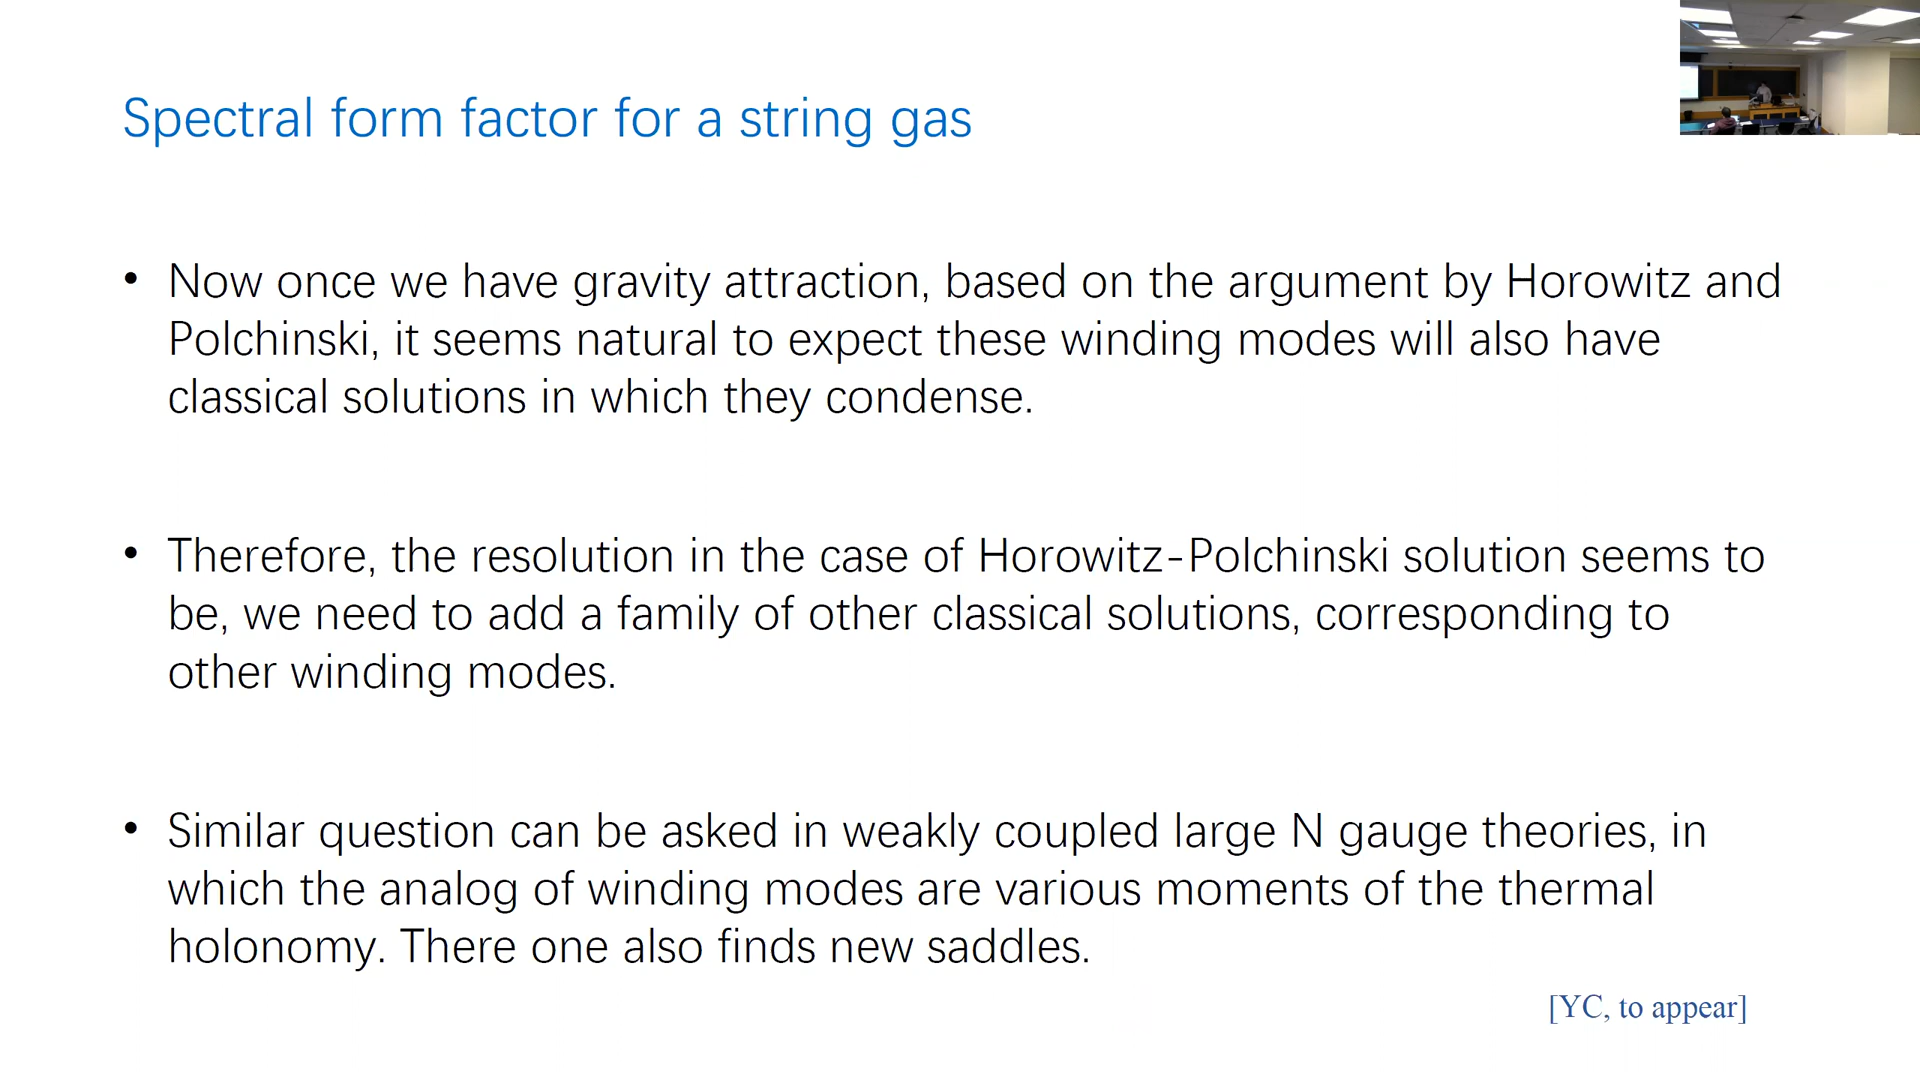 Spectral form factor for a string gas
• Now once we have gravity attraction, based on the argument by Horowitz and
Polchinski, it seems natural to expect these winding modes will also have
classical solutions in which they condense.
• Therefore, the resolution in the case of Horowitz-Polchinski solution seems to
be, we need to add a family of other classical solutions, corresponding to
other winding modes.
• Similar question can be asked in weakly coupled large N gauge theories, in
which the analog of winding modes are various moments of the thermal
holonomy. There one also finds new saddles.
[YC, to appear]